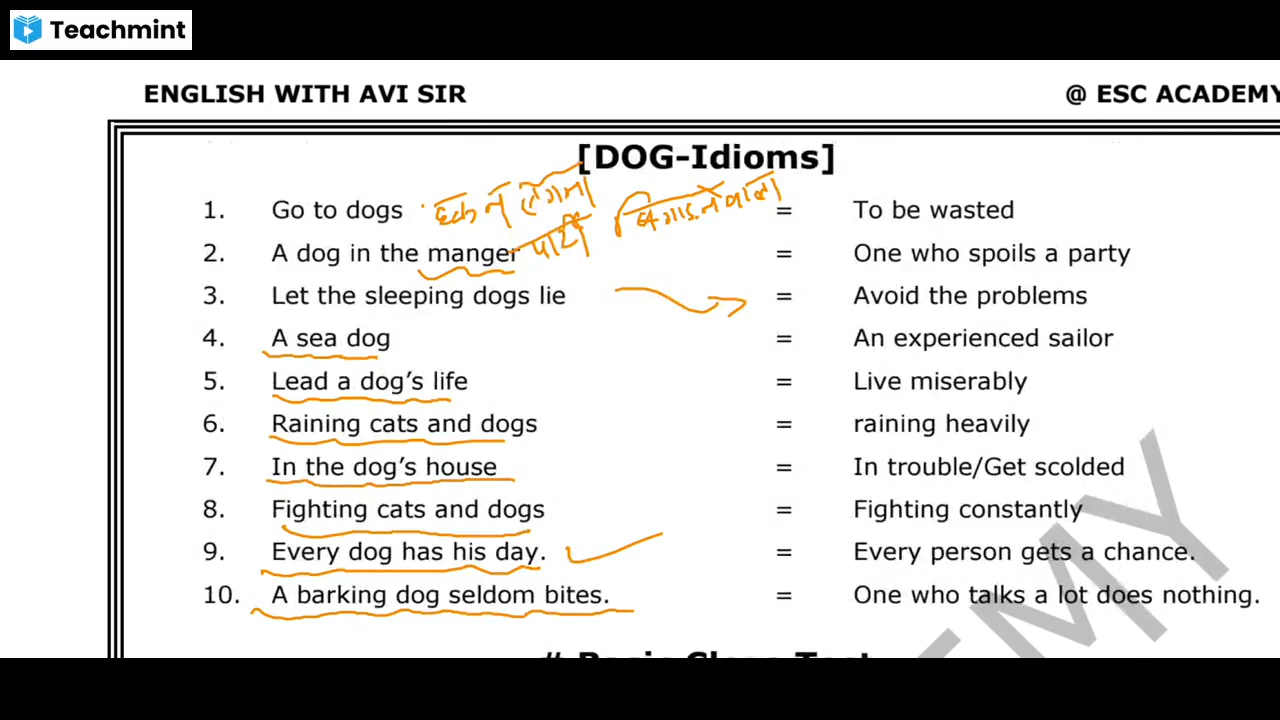 Teachmint
ENGLISH WITH AVI SIR @ ESC ACADEMY
[DOG-Idioms]
1. Go to dogs = To be wasted
2. A dog in the manger = One who spoils a party
3. Let the sleeping dogs lie = Avoid the problems
4. A sea dog = An experienced sailor
5. Lead a dog’s life = Live miserably
6. Raining cats and dogs = raining heavily
7. In the dog’s house = In trouble/Get scolded
8. Fighting cats and dogs = Fighting constantly
9. Every dog has his day. = Every person gets a chance.
10. A barking dog seldom bites. = One who talks a lot does nothing.